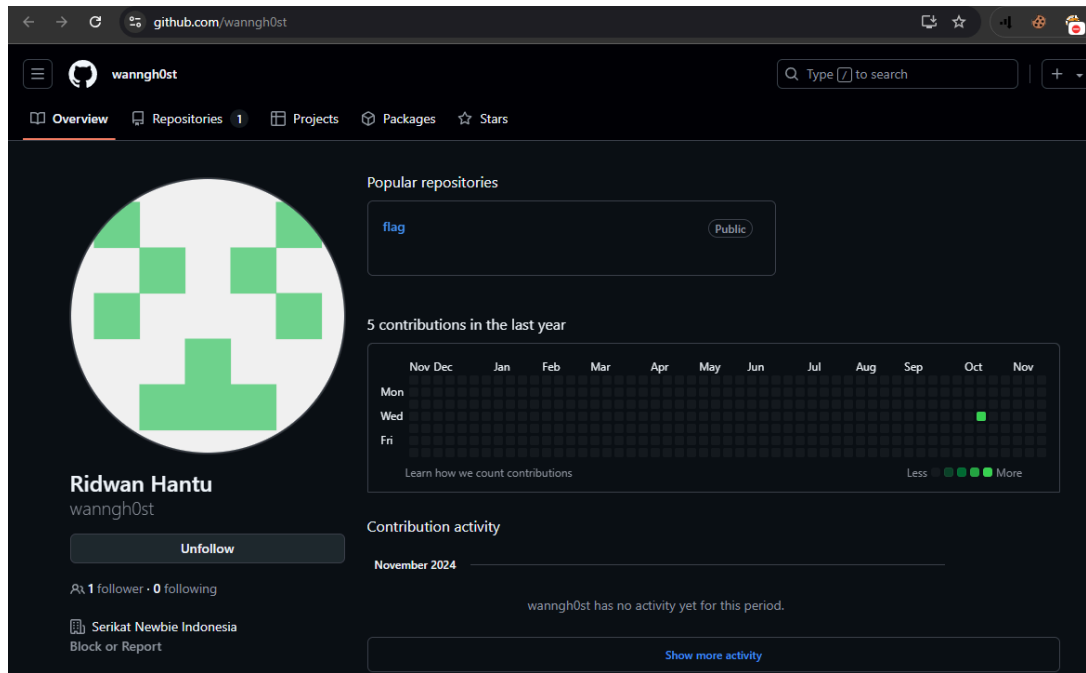 github.com/wanngh0st
wanngh0st
Type / to search
Overview Repositories 1 Projects Packages Stars
Popular repositories
flag Public
5 contributions in the last year
Nov Dec Jan Feb Mar Apr May Jun Jul Aug Sep Oct Nov
Mon
Wed
Fri
Learn how we count contributions Less More
Ridwan Hantu
wanngh0st
Unfollow
1 follower · 0 following
Serikat Newbie Indonesia
Block or Report
Contribution activity
November 2024
wanngh0st has no activity yet for this period.
Show more activity